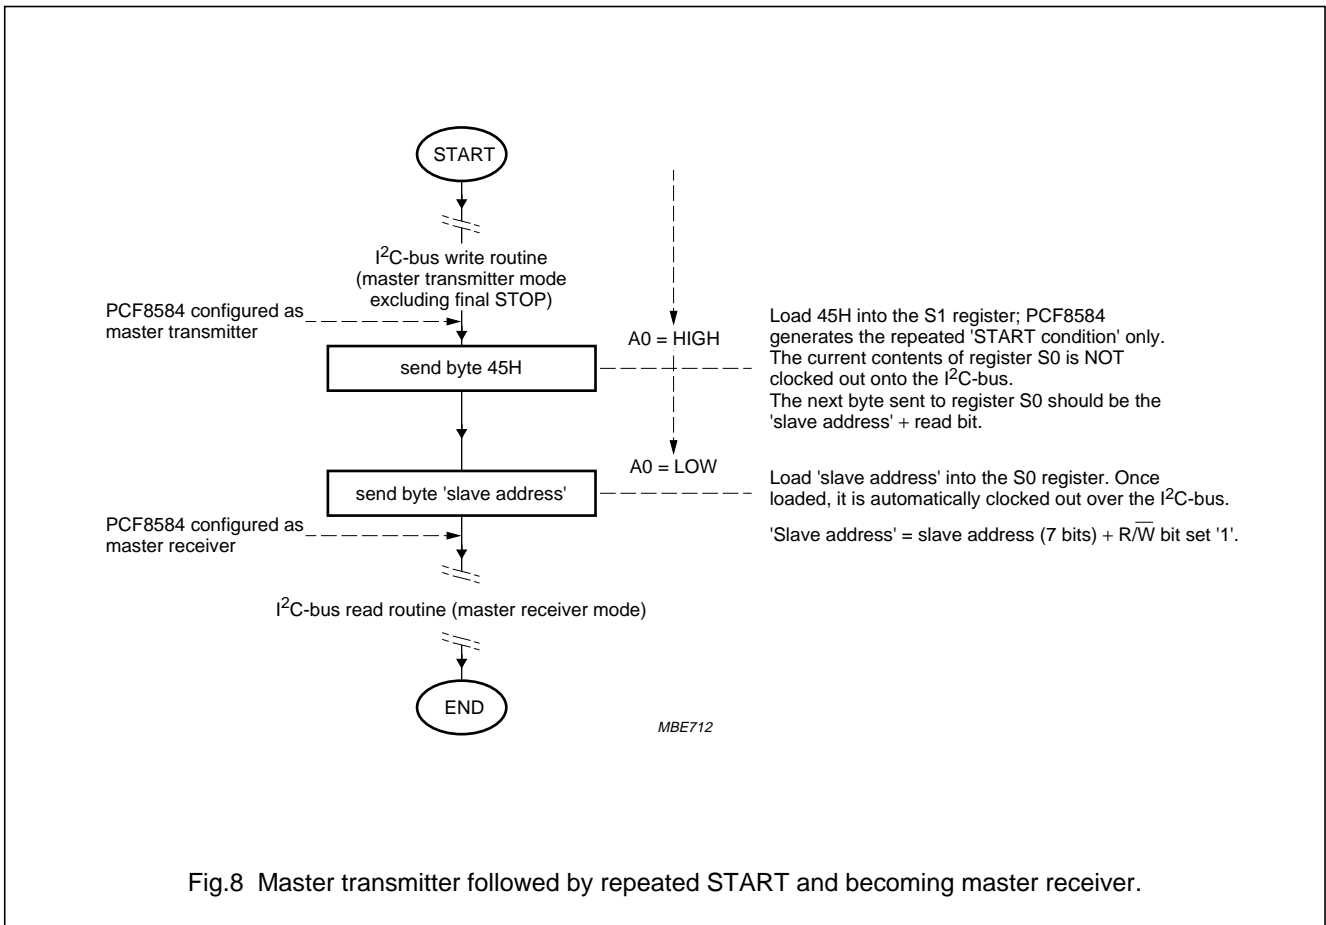 START
I²C-bus write routine
(master transmitter mode
excluding final STOP)
PCF8584 configured as
master transmitter
A0 = HIGH
send byte 45H
Load 45H into the S1 register; PCF8584
generates the repeated 'START condition' only.
The current contents of register S0 is NOT
clocked out onto the I²C-bus.
The next byte sent to register S0 should be the
'slave address' + read bit.
A0 = LOW
send byte 'slave address'
Load 'slave address' into the S0 register. Once
loaded, it is automatically clocked out over the I²C-bus.
'Slave address' = slave address (7 bits) + R/W̅ bit set '1'.
PCF8584 configured as
master receiver
I²C-bus read routine (master receiver mode)
END
MBE712
Fig.8 Master transmitter followed by repeated START and becoming master receiver.